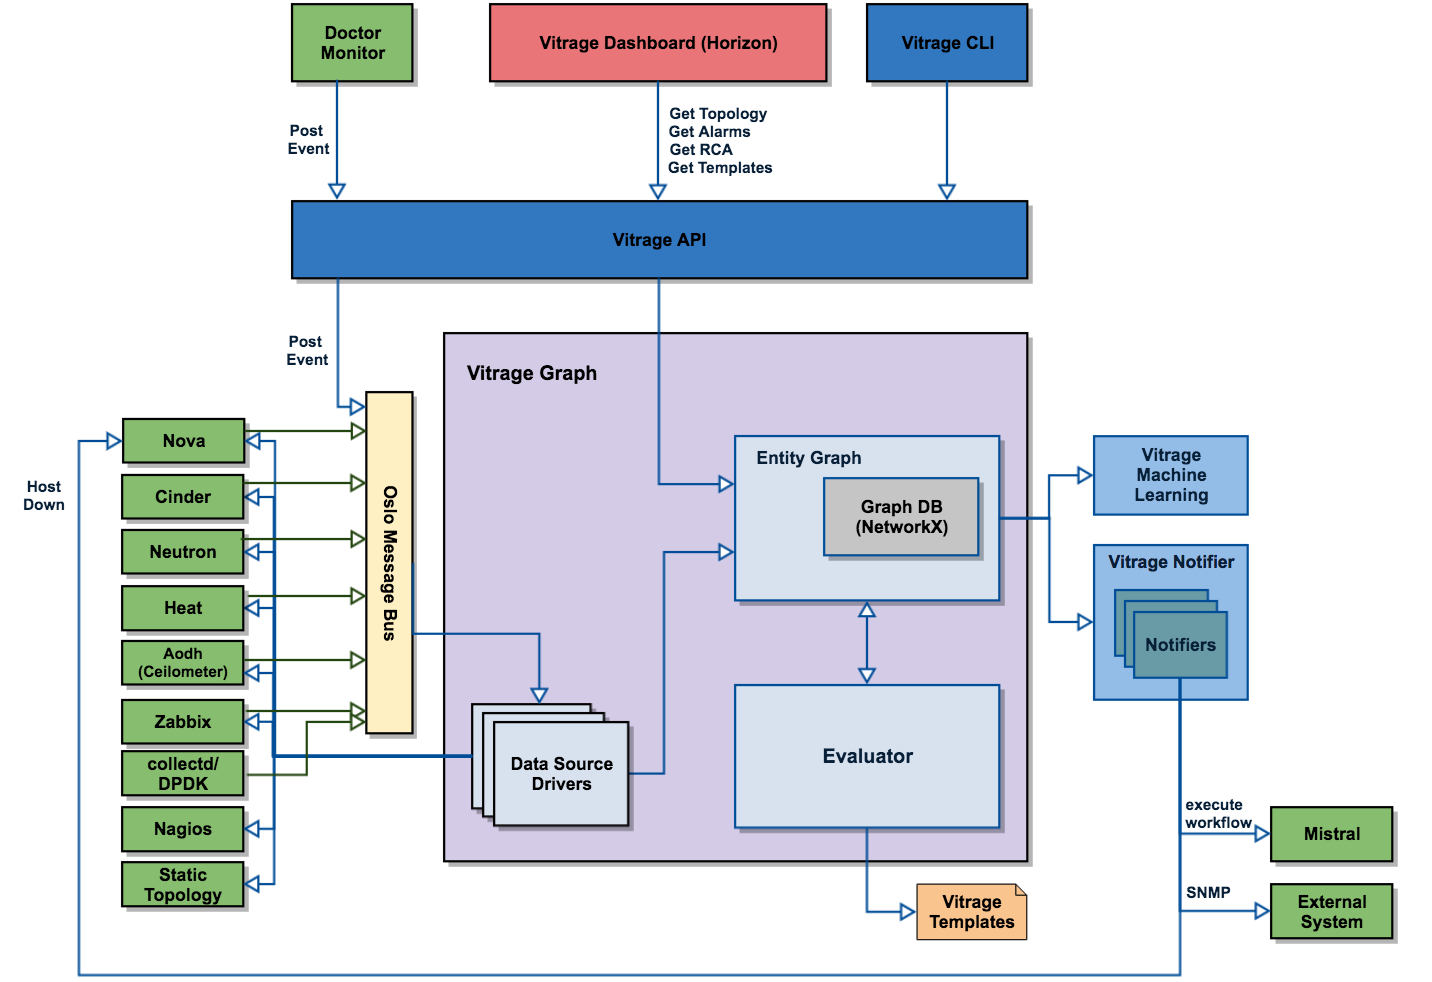 Doctor
Monitor
Vitrage Dashboard (Horizon)
Vitrage CLI
Post
Event
Get Topology
Get Alarms
Get RCA
Get Templates
Vitrage API
Post
Event
Vitrage Graph
Nova
Cinder
Neutron
Heat
Aodh
(Ceilometer)
Zabbix
collectd/
DPDK
Nagios
Static
Topology
Host
Down
Oslo Message Bus
Entity Graph
Graph DB
(NetworkX)
Data Source
Drivers
Evaluator
Vitrage
Templates
Vitrage
Machine
Learning
Vitrage Notifier
Notifiers
execute
workflow
Mistral
SNMP
External
System